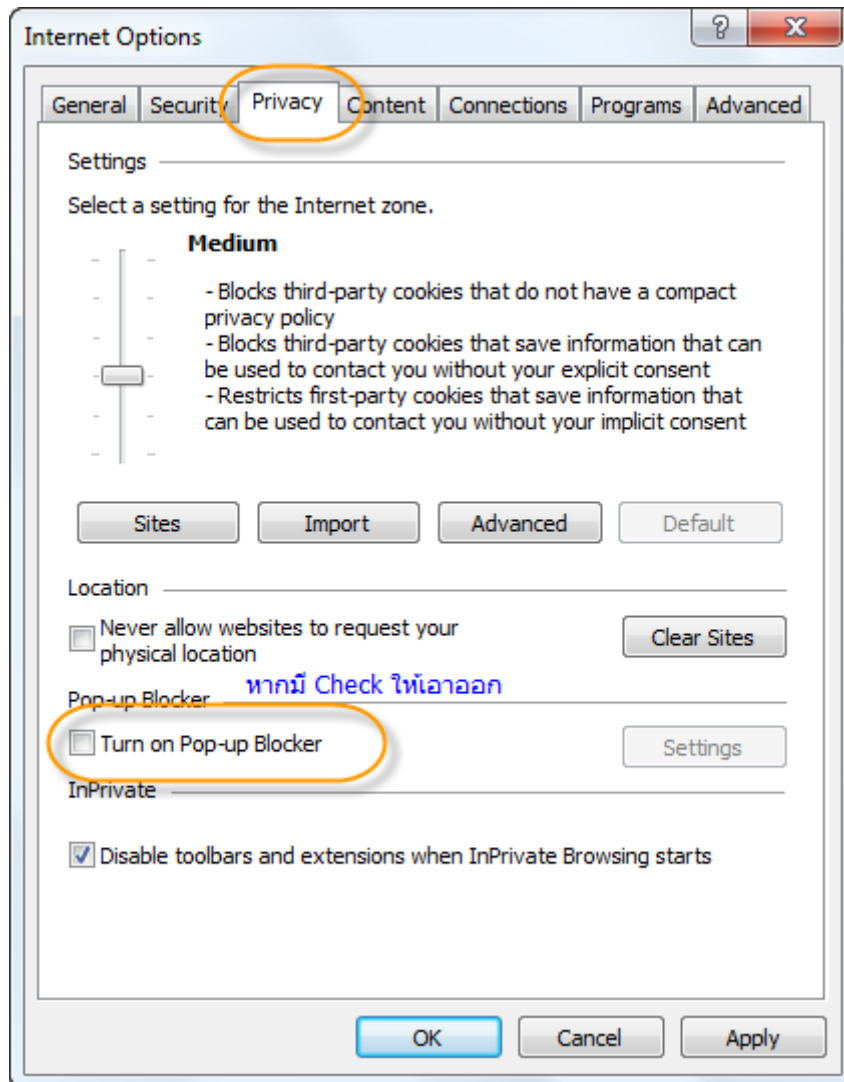 Internet Options
General Security Privacy Content Connections Programs Advanced
Settings
Select a setting for the Internet zone.
Medium
- Blocks third-party cookies that do not have a compact
privacy policy
- Blocks third-party cookies that save information that can
be used to contact you without your explicit consent
- Restricts first-party cookies that save information that
can be used to contact you without your implicit consent
Sites Import Advanced Default
Location
Never allow websites to request your
physical location
Clear Sites
หากมี Check ให้เอาออก
Pop-up Blocker
Turn on Pop-up Blocker
Settings
InPrivate
Disable toolbars and extensions when InPrivate Browsing starts
OK Cancel Apply